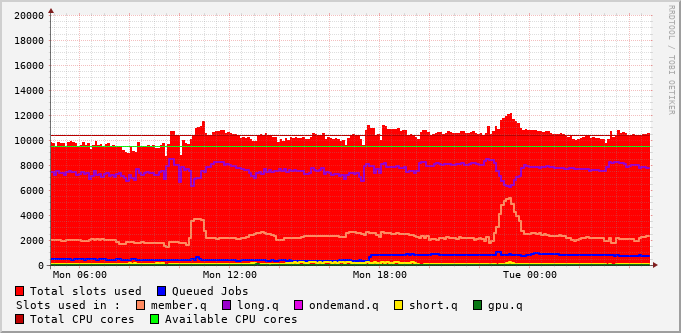 20000
18000
16000
14000
12000
10000
8000
6000
4000
2000
0
Mon 06:00 Mon 12:00 Mon 18:00 Tue 00:00
RRDTOOL / TOBI OETIKER
Total slots used Queued Jobs
Slots used in : member.q long.q ondemand.q short.q gpu.q
Total CPU cores Available CPU cores